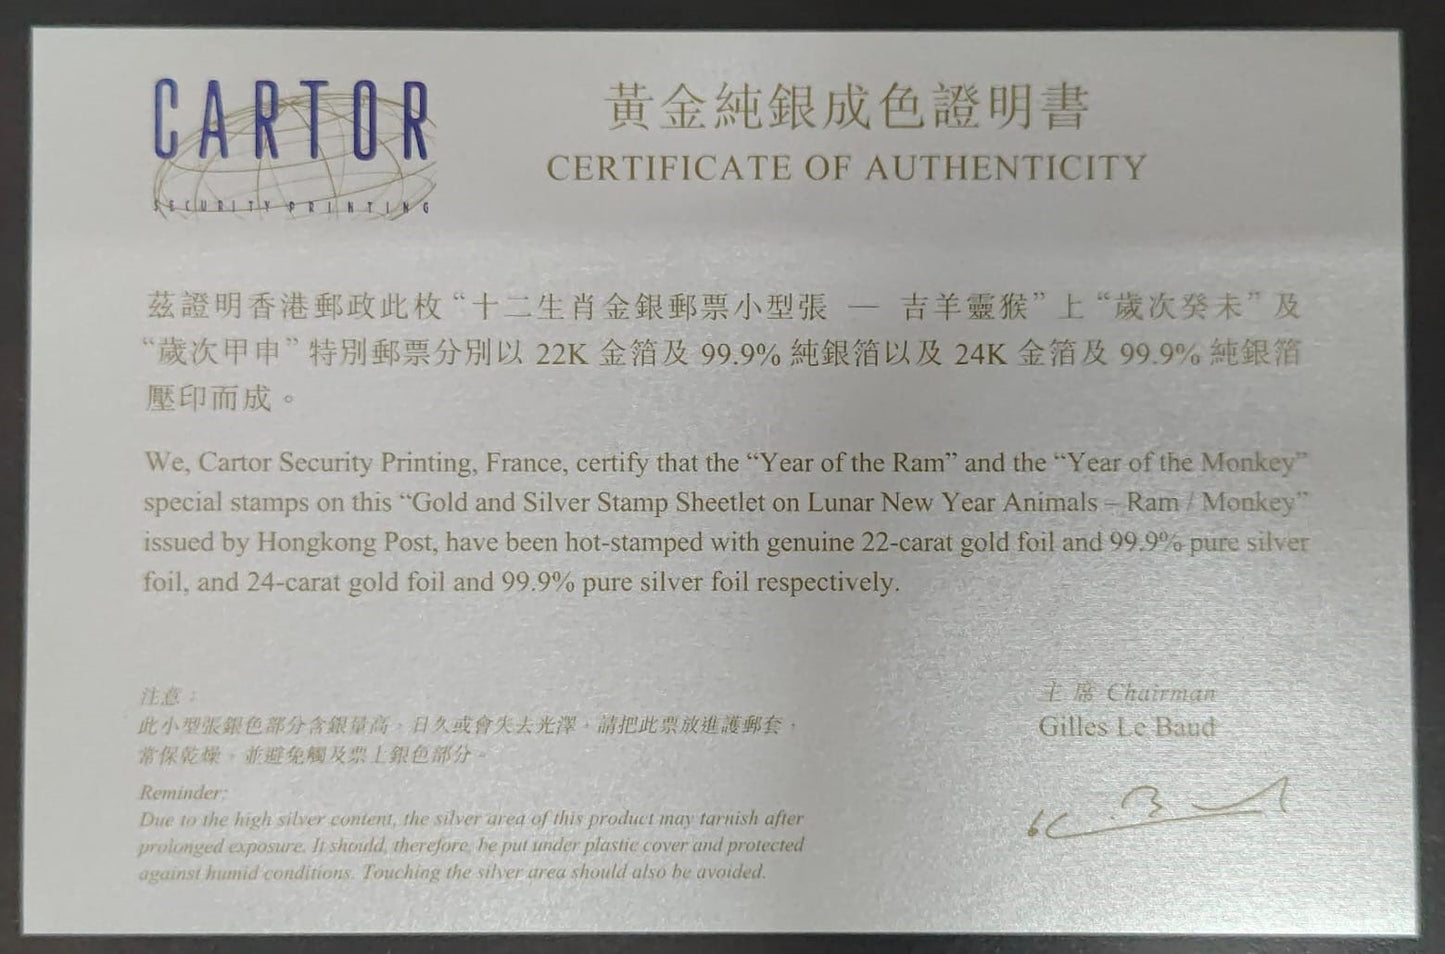 CARTOR
SECURITY PRINTING
黃金純銀成色證明書
CERTIFICATE OF AUTHENTICITY
茲證明香港郵政此枚“十二生肖金銀郵票小型張 — 吉羊靈猴”上“歲次癸未”及
“歲次甲申”特別郵票分別以 22K 金箔及 99.9% 純銀箔以及 24K 金箔及 99.9% 純銀箔
壓印而成。
We, Cartor Security Printing, France, certify that the “Year of the Ram” and the “Year of the Monkey”
special stamps on this “Gold and Silver Stamp Sheetlet on Lunar New Year Animals – Ram / Monkey”
issued by Hongkong Post, have been hot-stamped with genuine 22-carat gold foil and 99.9% pure silver
foil, and 24-carat gold foil and 99.9% pure silver foil respectively.
注意：
此小型張銀色部分含銀量高，日久或會失去光澤。請把此票放進護郵套，
常保乾燥，並避免觸及票上銀色部分。
Reminder:
Due to the high silver content, the silver area of this product may tarnish after
prolonged exposure. It should, therefore, be put under plastic cover and protected
against humid conditions. Touching the silver area should also be avoided.
主席 Chairman
Gilles Le Baud